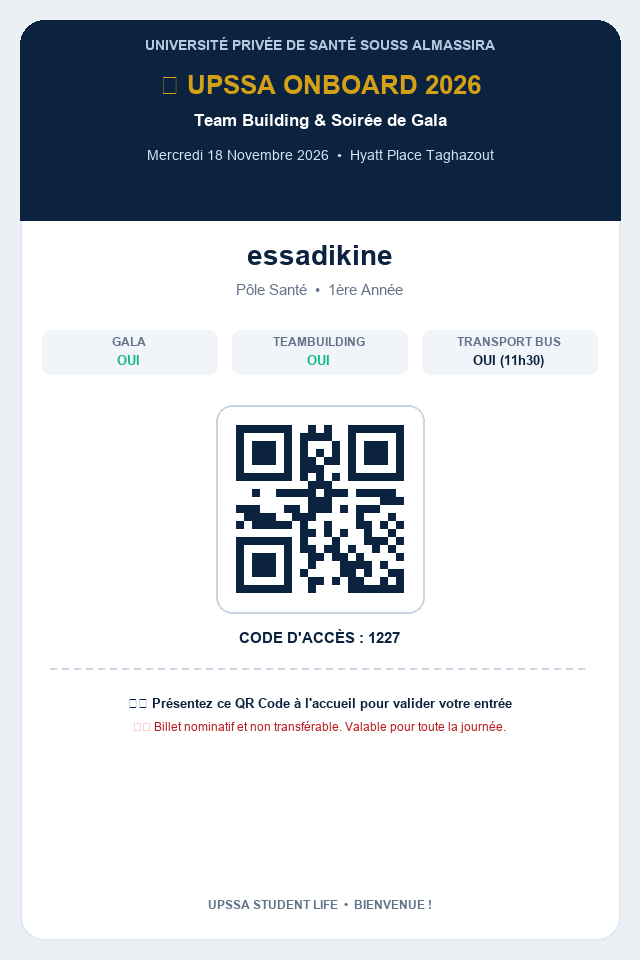 UNIVERSITÉ PRIVÉE DE SANTÉ SOUSS ALMASSIRA
UPSSA ONBOARD 2026
Team Building & Soirée de Gala
Mercredi 18 Novembre 2026 • Hyatt Place Taghazout
essadikine
Pôle Santé • 1ère Année
GALA
OUI
TEAMBUILDING
OUI
TRANSPORT BUS
OUI (11h30)
CODE D'ACCÈS : 1227
Présentez ce QR Code à l'accueil pour valider votre entrée
Billet nominatif et non transférable. Valable pour toute la journée.
UPSSA STUDENT LIFE • BIENVENUE !